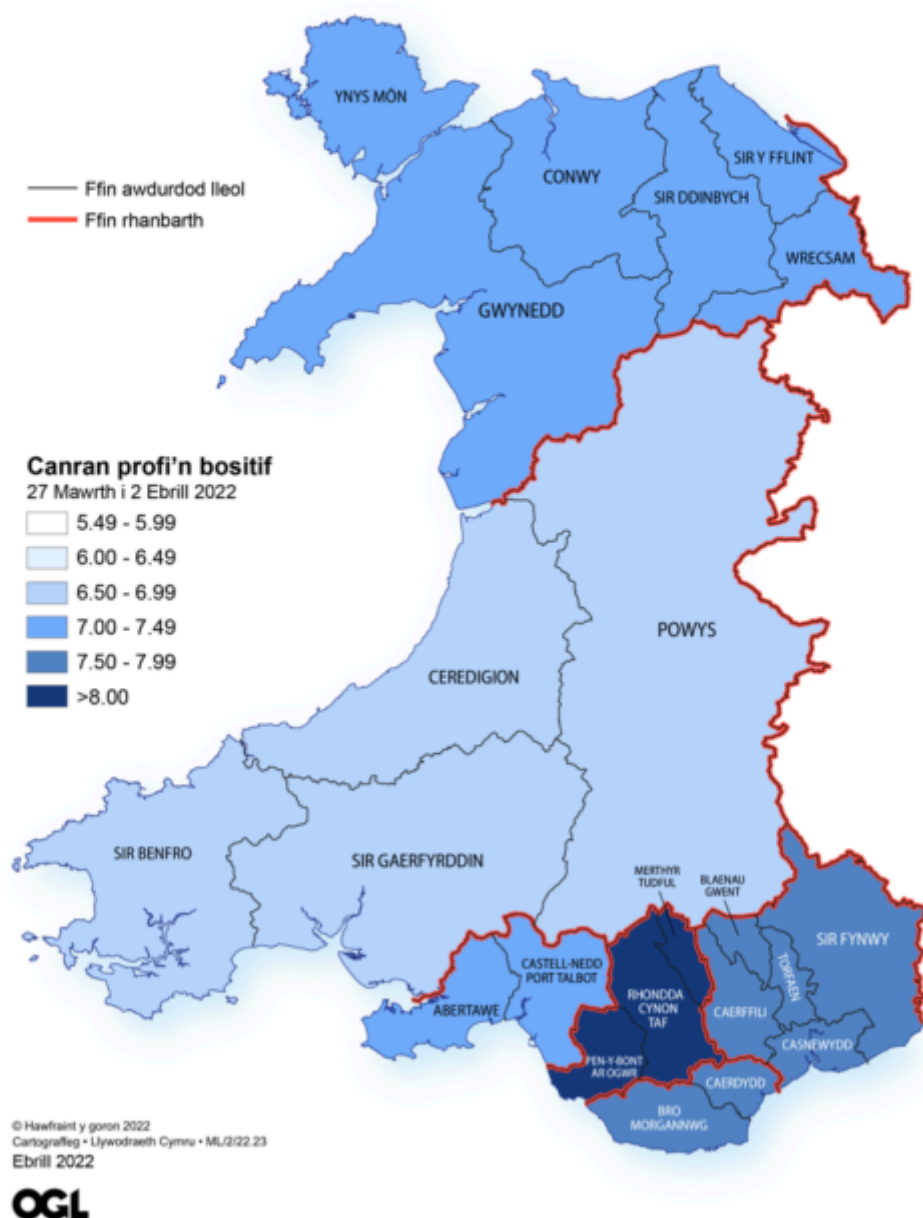 YNYS MÔN
Ffin awdurdod lleol
Ffin rhanbarth
CONWY
SIR DDINBYCH
SIR Y FFLINT
WRECSAM
GWYNEDD
Canran profi'n bositif
27 Mawrth i 2 Ebrill 2022
5.49 - 5.99
6.00 - 6.49
6.50 - 6.99
7.00 - 7.49
7.50 - 7.99
>8.00
POWYS
CEREDIGION
SIR BENFRO
SIR GAERFYRDDIN
MERTHYR
TUDFUL
BLAENAU
GWENT
SIR FYNWY
TORFAEN
CASTELL-NEDD
PORT TALBOT
ABERTAWE
RHONDDA
CYNON
TAF
CAERFFILI
CASNEWYDD
PEN-Y-BONT
AR OGWR
CAERDYDD
BRO
MORGANNWG
© Hawlfraint y goron 2022
Cartograffeg • Llywodraeth Cymru • ML/2/22.23
Ebrill 2022
OGL